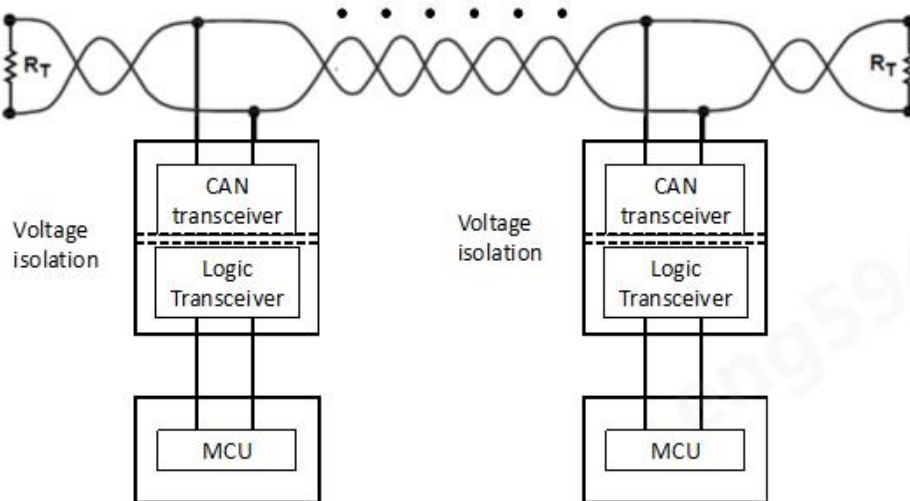 RT
RT
CAN
transceiver
Voltage
isolation
Logic
Transceiver
MCU
CAN
transceiver
Voltage
isolation
Logic
Transceiver
MCU